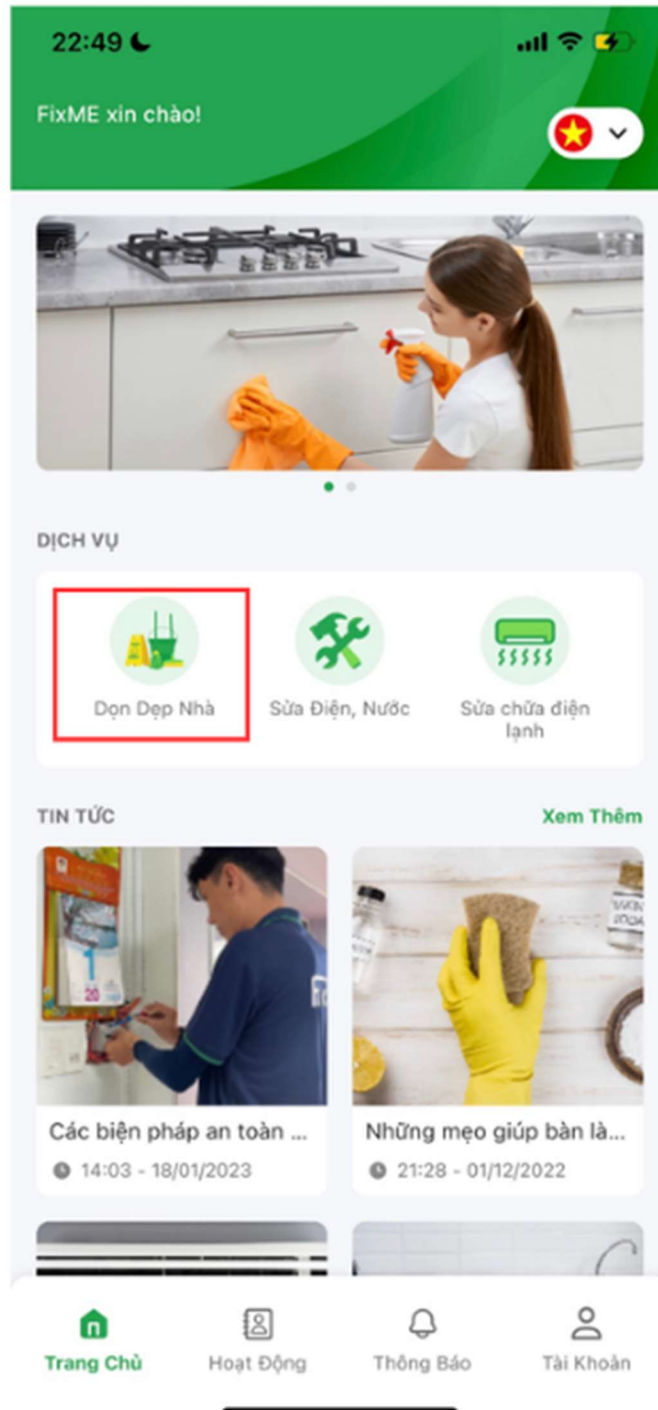 22:49
FixME xin chào!
DỊCH VỤ
Dọn Dẹp Nhà
Sửa Điện, Nước
Sửa chữa điện
lạnh
TIN TỨC
Xem Thêm
1
20
Các biện pháp an toàn ...
Những mẹo giúp bàn là...
14:03 - 18/01/2023
21:28 - 01/12/2022
Trang Chủ
Hoạt Động
Thông Báo
Tài Khoản